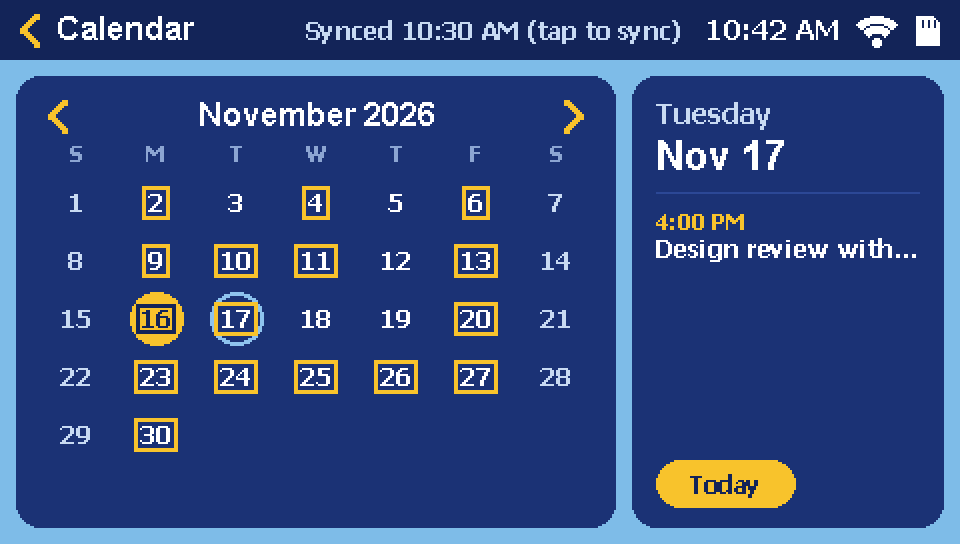 Calendar
Synced 10:30 AM (tap to sync)
10:42 AM
November 2026
S M T W T F S
1 2 3 4 5 6 7
8 9 10 11 12 13 14
15 16 17 18 19 20 21
22 23 24 25 26 27 28
29 30
Tuesday
Nov 17
4:00 PM
Design review with...
Today